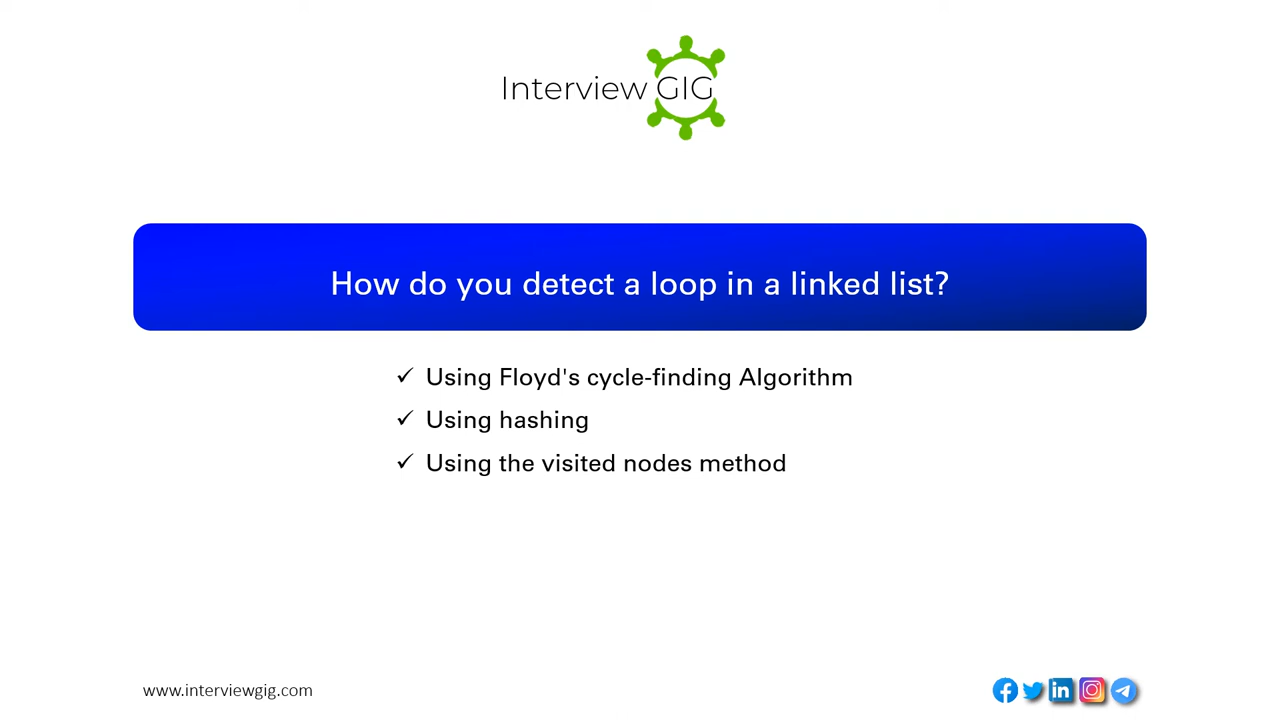 Interview GIG
How do you detect a loop in a linked list?
✓ Using Floyd's cycle-finding Algorithm
✓ Using hashing
✓ Using the visited nodes method
www.interviewgig.com